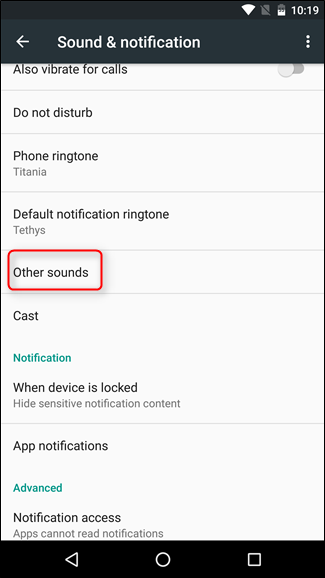 10:19
Sound & notification
Also vibrate for calls
Do not disturb
Phone ringtone
Titania
Default notification ringtone
Tethys
Other sounds
Cast
Notification
When device is locked
Hide sensitive notification content
App notifications
Advanced
Notification access
Apps cannot read notifications